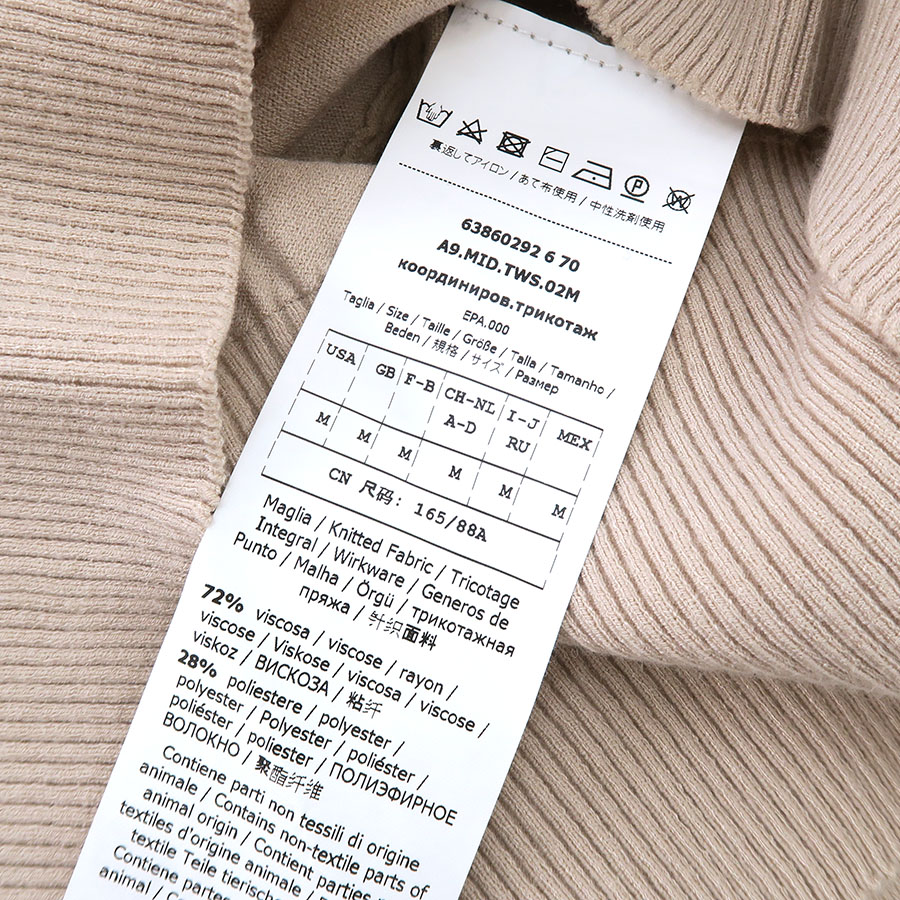 裏返してアイロン / あて布使用 / 中性洗剤使用
63860292 6 70
A9.MID.TWS.02M
координиров.трикотаж
EPA.000
Taglia / Size / Taille / Größe / Talla / Tamanho /
Beden / 規格 / サイズ / Размер
USA GB F-B CH-NL A-D I-J RU MEX
M M M M M M
CN 尺码: 165/88A
Maglia / Knitted Fabric / Tricotage
Integral / Wirkware / Generos de
Punto / Malha / Örgü / трикотажная
пряжа / 针织面料
72% viscosa / viscose / rayon /
viscose / Viskose / viscosa / viscose /
viskoz / ВИСКОЗА / 粘纤
28% poliestere / polyester /
polyester / Polyester / poliéster /
poliéster / poliester / ПОЛИЭФИРНОЕ
ВОЛОКНО / 聚酯纤维
Contiene parti non tessili di origine
animale / Contains non-textile parts of
animal origin / Contient parties non
textiles d'origine animale /
textile Teile tierischen
Contiene partes
animal / Con